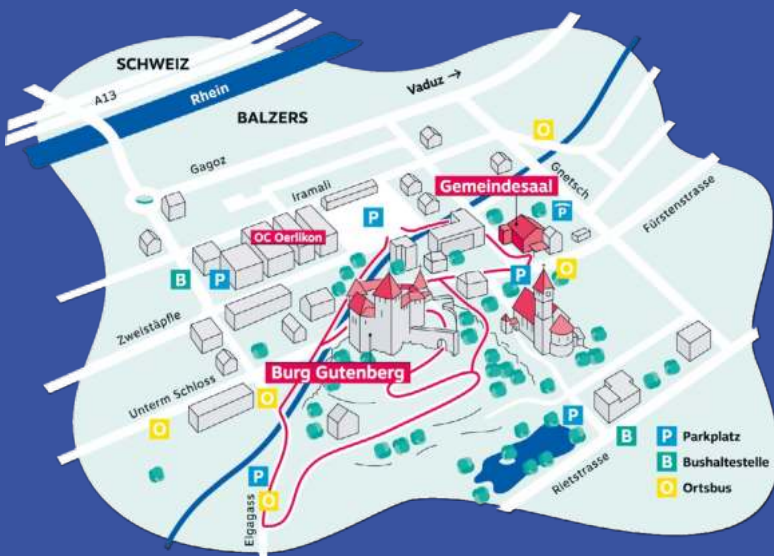 SCHWEIZ
A13
Rhein
Vaduz →
BALZERS
O
Gagoz
Gnetsch
Iramali
Gemeindesaal
P
P
Fürstenstrasse
OC Oerlikon
B
P
P
O
Zweistäpfle
Burg Gutenberg
Unterm Schloss
O
O
P
B
P Parkplatz
B Bushaltestelle
O Ortsbus
P
O
Rietstrasse
Elgagass